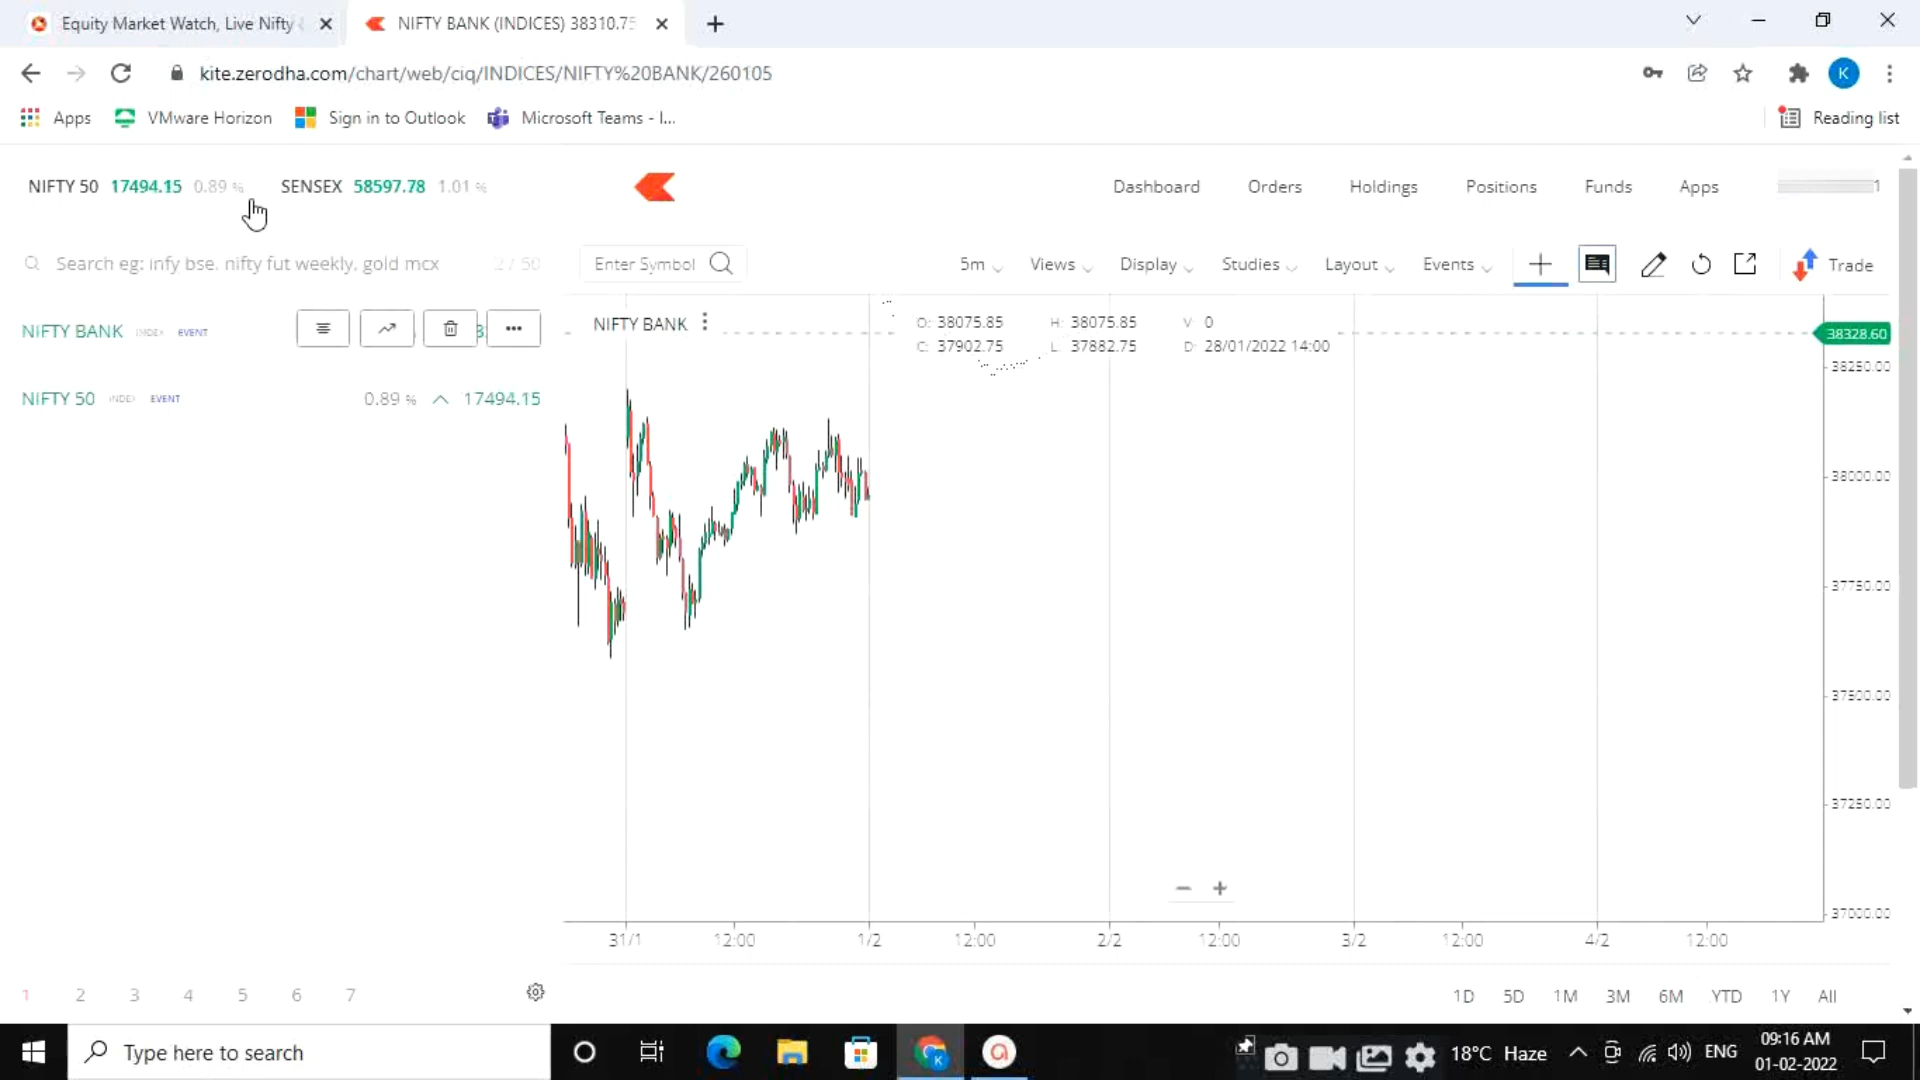 Equity Market Watch, Live Nifty
NIFTY BANK (INDICES) 38310.75
kite.zerodha.com/chart/web/ciq/INDICES/NIFTY%20BANK/260105
K
Apps
VMware Horizon
Sign in to Outlook
Microsoft Teams - I...
Reading list
NIFTY 50 17494.15 0.89 % SENSEX 58597.78 1.01 %
Dashboard Orders Holdings Positions Funds Apps 1
Search eg: infy bse, nifty fut weekly, gold mcx 2 / 50
Enter Symbol
5m Views Display Studies Layout Events Trade
NIFTY BANK INDEX EVENT
NIFTY 50 INDEX EVENT 0.89 % 17494.15
NIFTY BANK
O: 38075.85 H: 38075.85 V: 0
C: 37902.75 L: 37882.75 D: 28/01/2022 14:00
38328.60
38250.00
38000.00
37750.00
37500.00
37250.00
37000.00
31/1 12:00 1/2 12:00 2/2 12:00 3/2 12:00 4/2 12:00
1 2 3 4 5 6 7
1D 5D 1M 3M 6M YTD 1Y All
Type here to search
18°C Haze
ENG
09:16 AM
01-02-2022